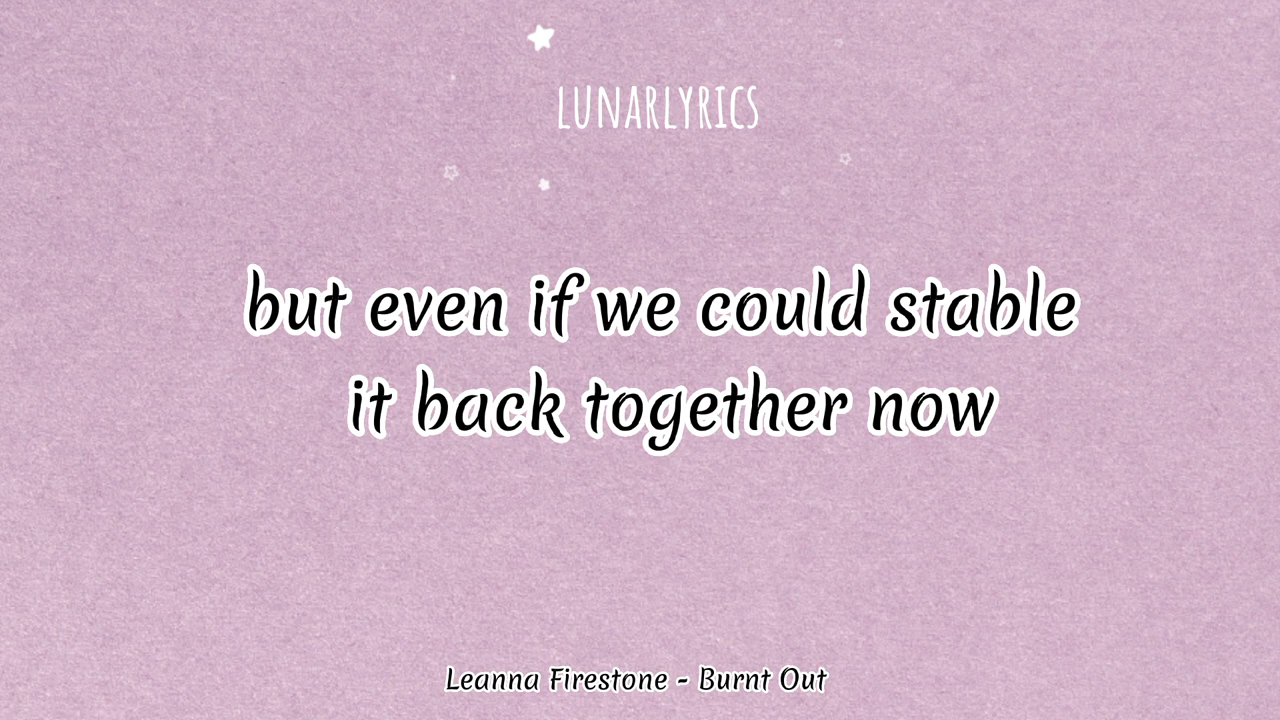 LUNARLYRICS
but even if we could stable
it back together now
Leanna Firestone - Burnt Out